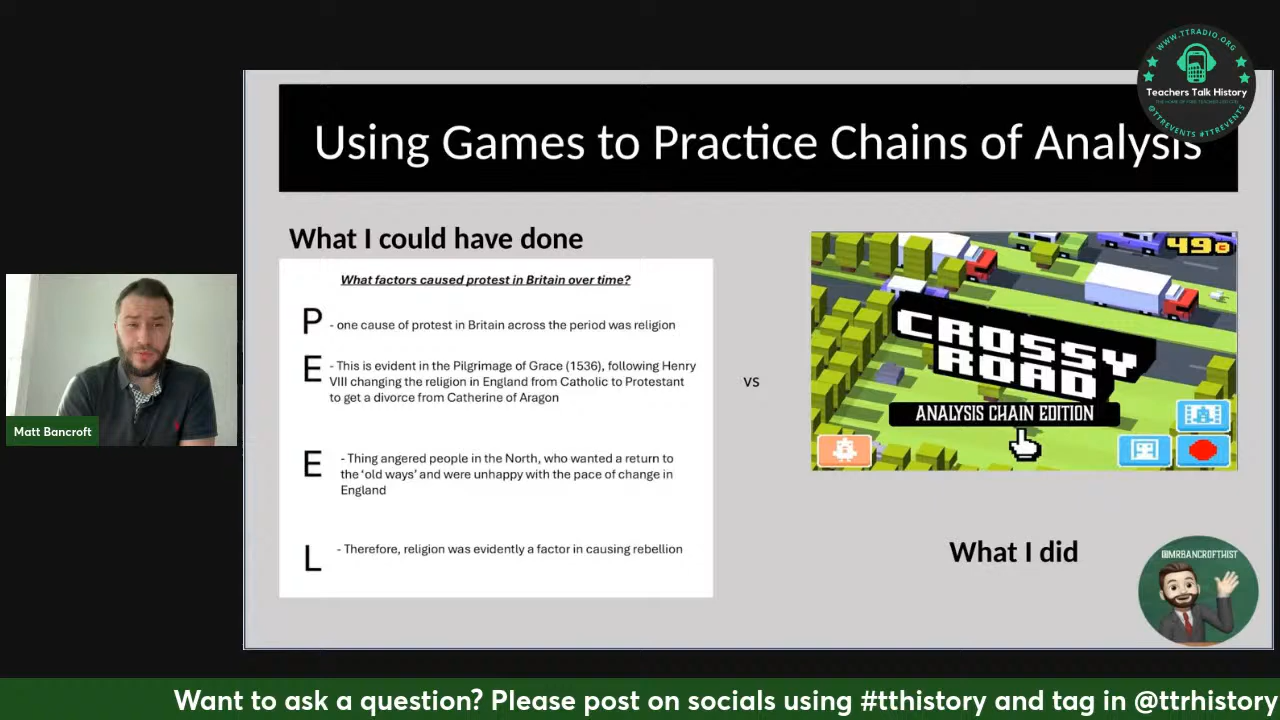 WWW.TTRADIO.ORG
Teachers Talk History
@TTREVENTS #TTREVENTS
Using Games to Practice Chains of Analysis
What I could have done
What factors caused protest in Britain over time?
P - one cause of protest in Britain across the period was religion
E - This is evident in the Pilgrimage of Grace (1536), following Henry
VIII changing the religion in England from Catholic to Protestant
to get a divorce from Catherine of Aragon
E - Thing angered people in the North, who wanted a return to
the 'old ways' and were unhappy with the pace of change in
England
L - Therefore, religion was evidently a factor in causing rebellion
vs
49
CROSSY
ROAD
ANALYSIS CHAIN EDITION
What I did
@MRBANCROFTHIST
Matt Bancroft
Want to ask a question? Please post on socials using #tthistory and tag in @ttrhistory